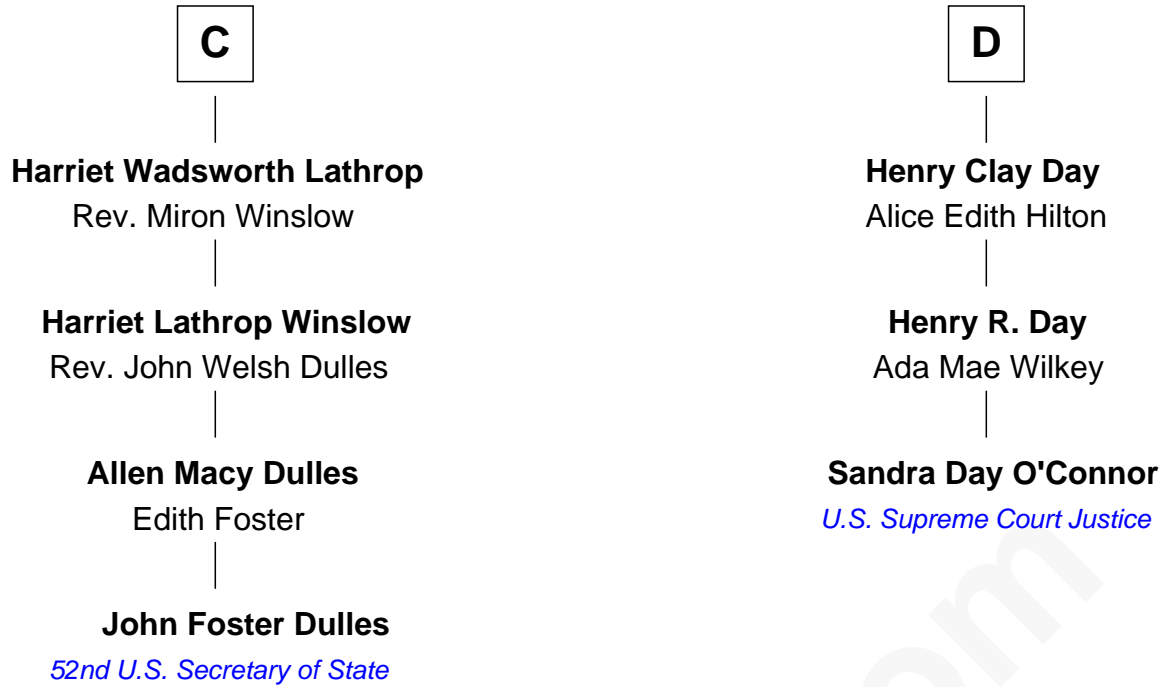 C
Harriet Wadsworth Lathrop
Rev. Miron Winslow
Harriet Lathrop Winslow
Rev. John Welsh Dulles
Allen Macy Dulles
Edith Foster
John Foster Dulles
52nd U.S. Secretary of State
D
Henry Clay Day
Alice Edith Hilton
Henry R. Day
Ada Mae Wilkey
Sandra Day O'Connor
U.S. Supreme Court Justice
om